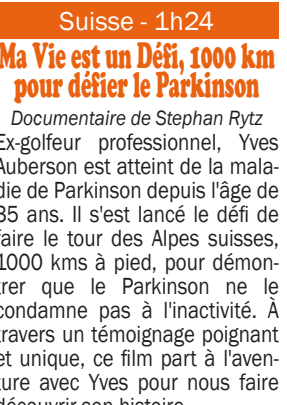 Suisse - 1h24
Ma Vie est un Défi, 1000 km
pour défier le Parkinson
Documentaire de Stephan Rytz
Ex-golfeur professionnel, Yves
Auberson est atteint de la mala-
die de Parkinson depuis l'âge de
35 ans. Il s'est lancé le défi de
faire le tour des Alpes suisses,
1000 kms à pied, pour démon-
trer que le Parkinson ne le
condamne pas à l'inactivité. À
travers un témoignage poignant
et unique, ce film part à l'aven-
ture avec Yves pour nous faire
découvrir son histoire